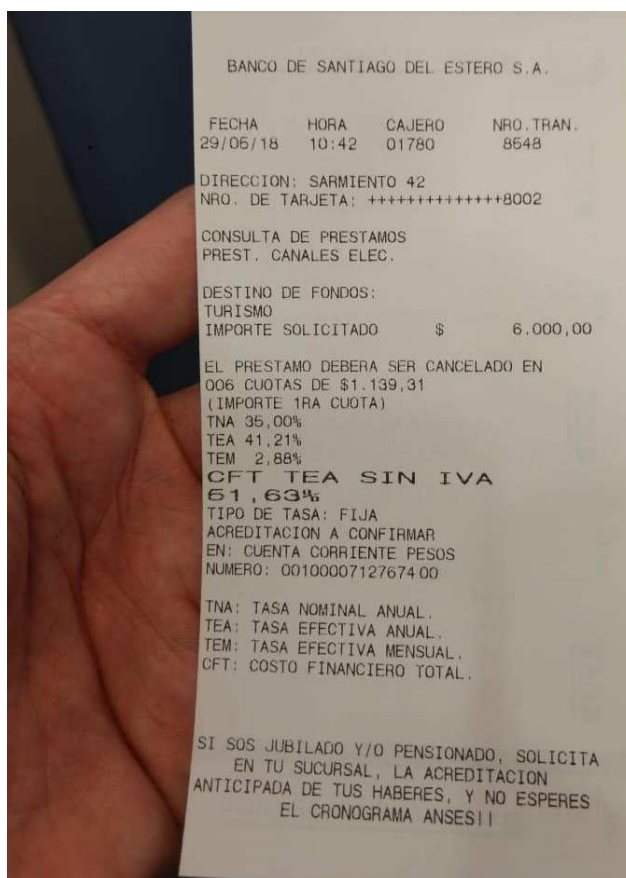 BANCO DE SANTIAGO DEL ESTERO S.A.
FECHA HORA CAJERO NRO.TRAN.
29/06/18 10:42 01780 8548
DIRECCION: SARMIENTO 42
NRO. DE TARJETA: +++++++++++++++8002
CONSULTA DE PRESTAMOS
PREST. CANALES ELEC.
DESTINO DE FONDOS:
TURISMO
IMPORTE SOLICITADO $ 6.000,00
EL PRESTAMO DEBERA SER CANCELADO EN
006 CUOTAS DE $1.139,31
(IMPORTE 1RA CUOTA)
TNA 35,00%
TEA 41,21%
TEM 2,88%
CFT TEA SIN IVA
61,63%
TIPO DE TASA: FIJA
ACREDITACION A CONFIRMAR
EN: CUENTA CORRIENTE PESOS
NUMERO: 00100007127674 00
TNA: TASA NOMINAL ANUAL.
TEA: TASA EFECTIVA ANUAL.
TEM: TASA EFECTIVA MENSUAL.
CFT: COSTO FINANCIERO TOTAL.
SI SOS JUBILADO Y/O PENSIONADO, SOLICITA
EN TU SUCURSAL, LA ACREDITACION
ANTICIPADA DE TUS HABERES, Y NO ESPERES
EL CRONOGRAMA ANSES!!